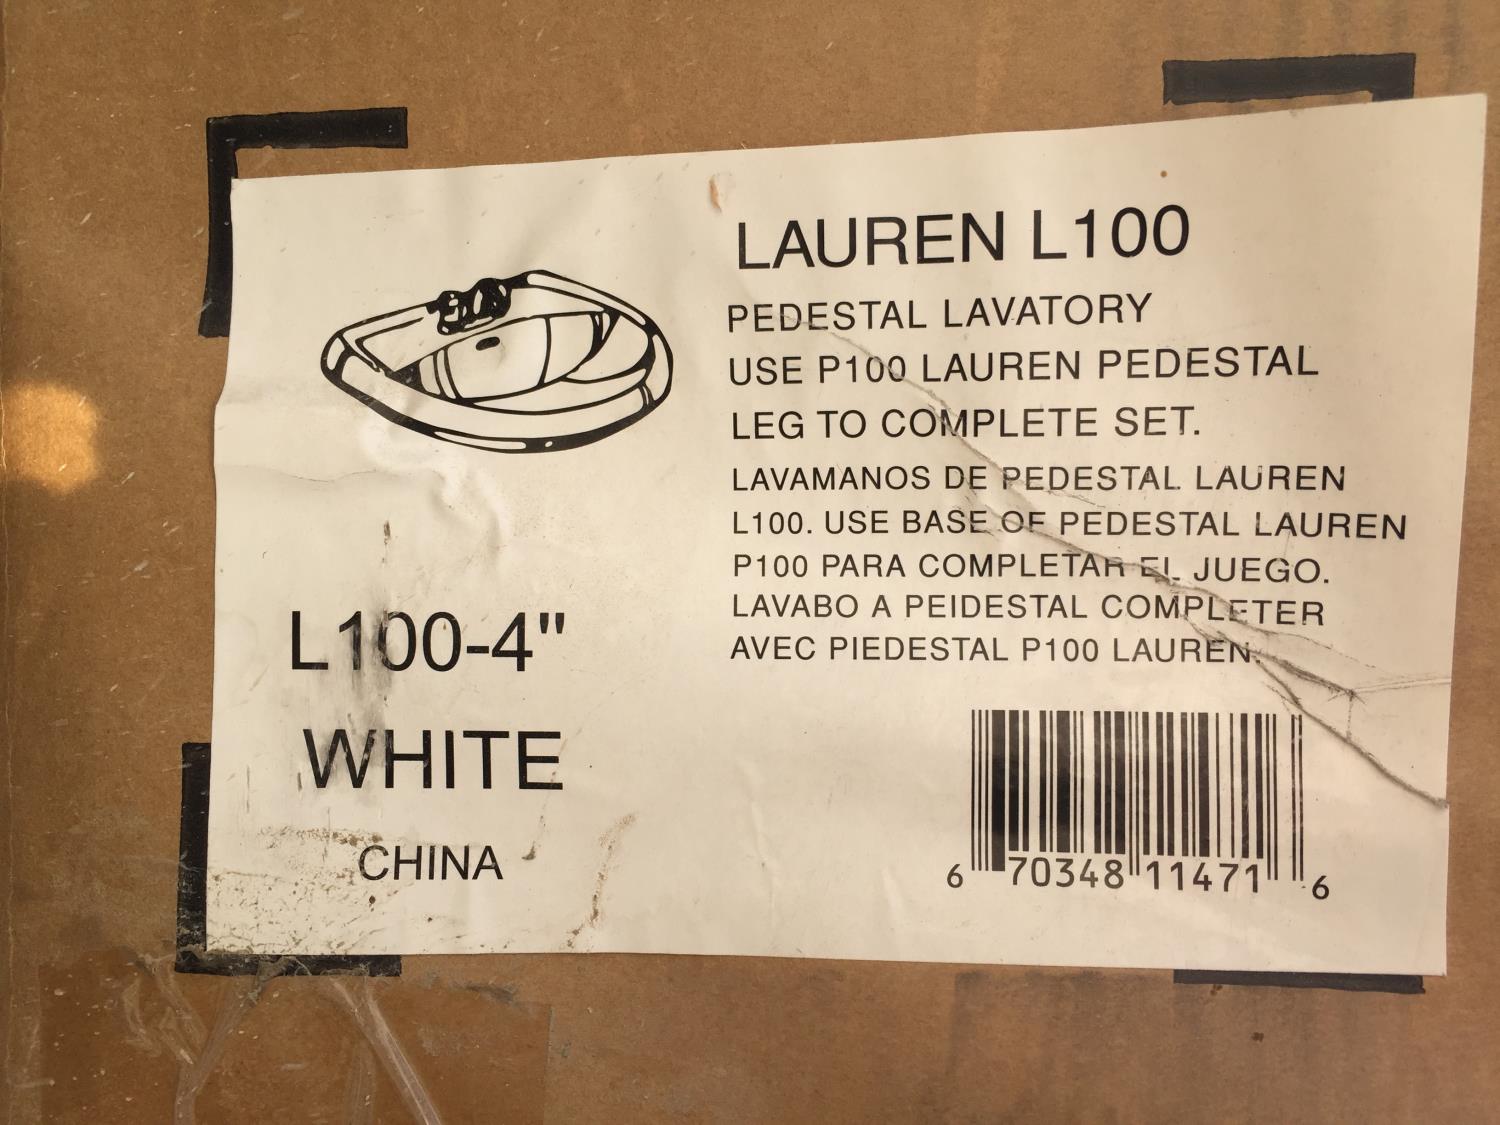 LAUREN L100
PEDESTAL LAVATORY
USE P100 LAUREN PEDESTAL
LEG TO COMPLETE SET.
LAVAMANOS DE PEDESTAL LAUREN
L100. USE BASE OF PEDESTAL LAUREN
P100 PARA COMPLETAR EL JUEGO.
LAVABO A PEIDESTAL COMPLETER
AVEC PIEDESTAL P100 LAUREN.
L100-4"
WHITE
CHINA
6 70348 11471 6